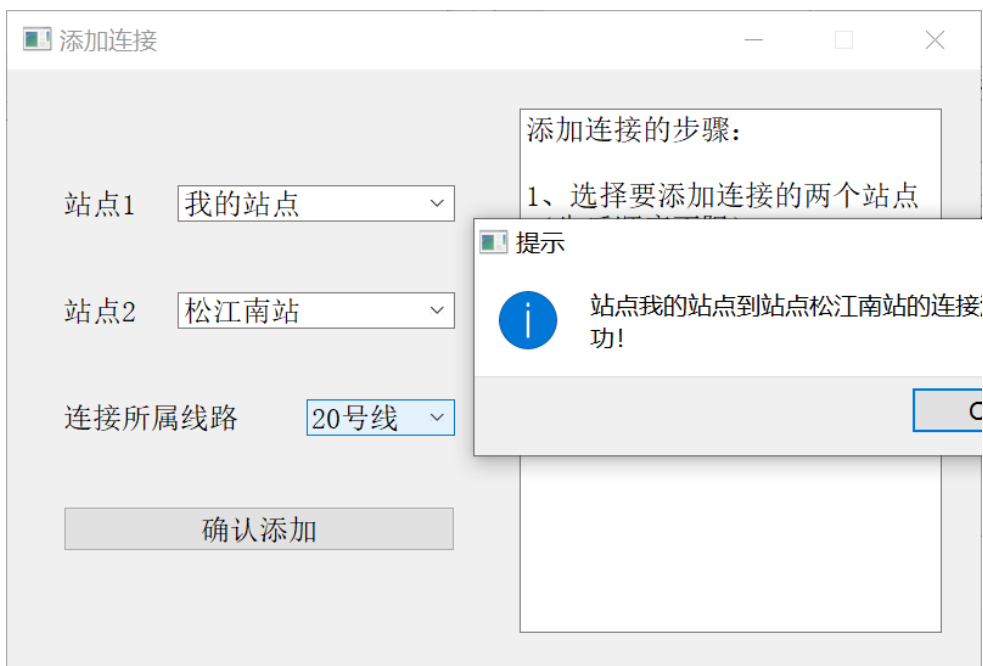 添加连接
添加连接的步骤：
1、选择要添加连接的两个站点
站点1
我的站点
提示
站点我的站点到站点松江南站的连接
功！
站点2
松江南站
连接所属线路
20号线
确认添加